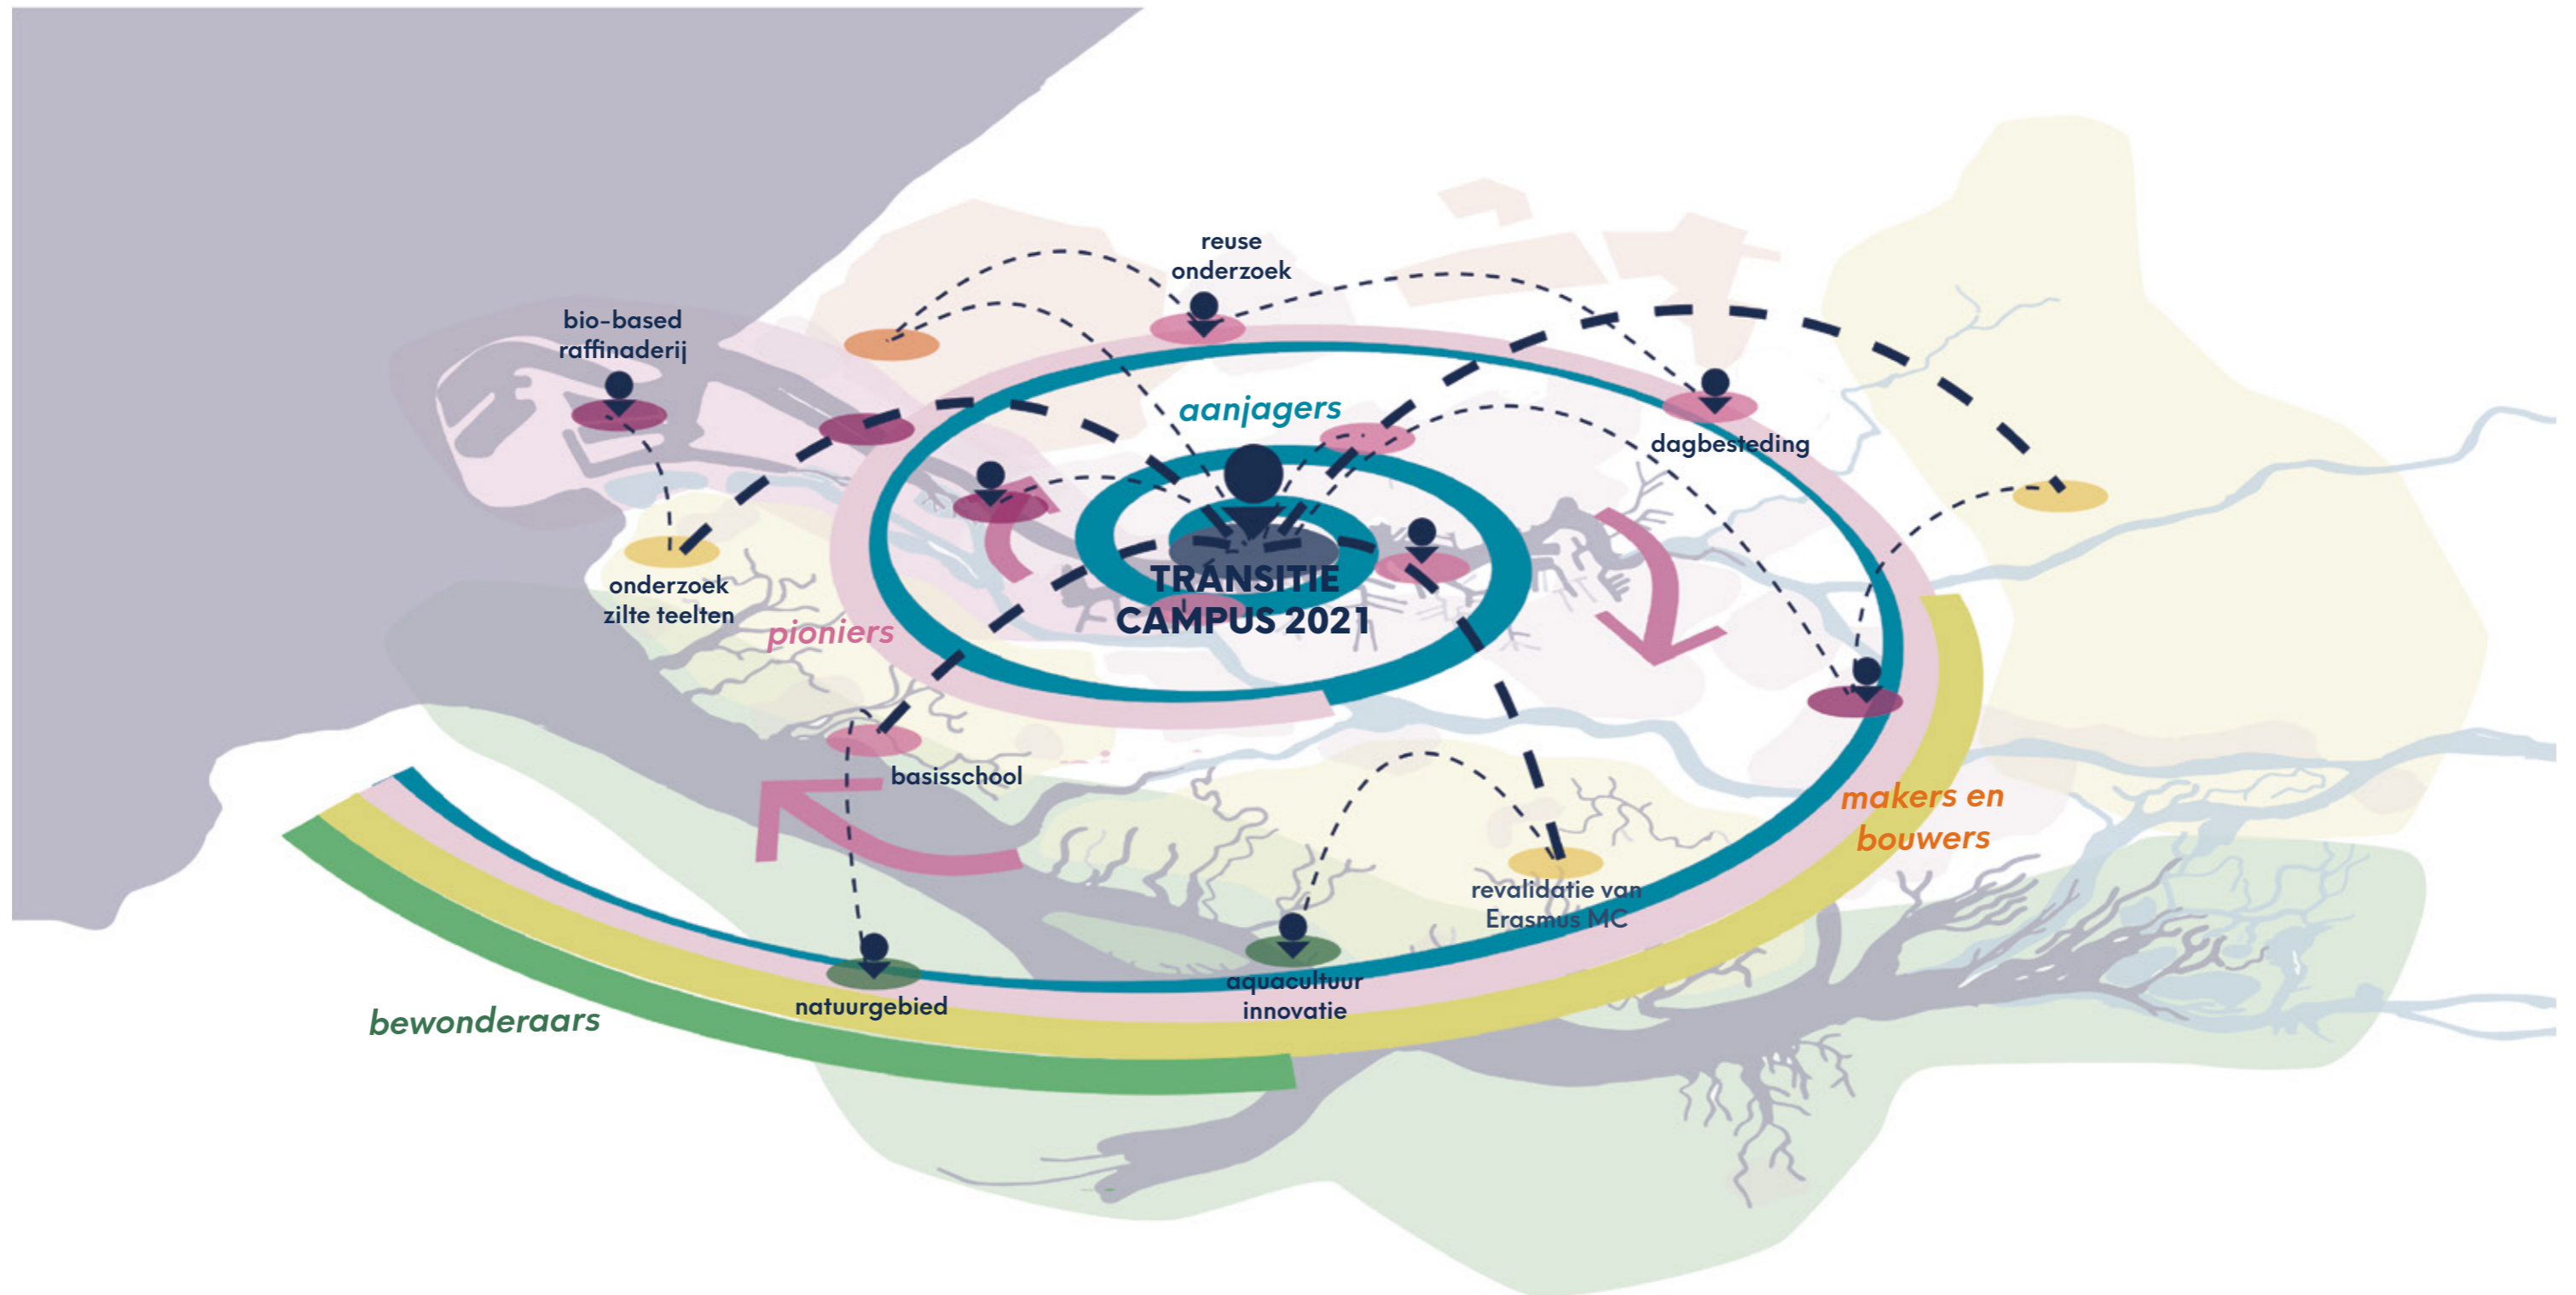 reuse
onderzoek
bio-based
raffinaderij
aanjagers
dagbesteding
TRANSITIE
CAMPUS 2021
onderzoek
zilte teelten
pioniers
basisschool
makers en
bouwers
revalidatie van
Erasmus MC
aquacultuur
innovatie
natuurgebied
bewonderaars